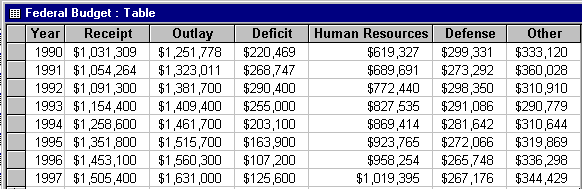 Federal Budget : Table
Year Receipt Outlay Deficit Human Resources Defense Other
1990 $1,031,309 $1,251,778 $220,469 $619,327 $299,331 $333,120
1991 $1,054,264 $1,323,011 $268,747 $689,691 $273,292 $360,028
1992 $1,091,300 $1,381,700 $290,400 $772,440 $298,350 $310,910
1993 $1,154,400 $1,409,400 $255,000 $827,535 $291,086 $290,779
1994 $1,258,600 $1,461,700 $203,100 $869,414 $281,642 $310,644
1995 $1,351,800 $1,515,700 $163,900 $923,765 $272,066 $319,869
1996 $1,453,100 $1,560,300 $107,200 $958,254 $265,748 $336,298
1997 $1,505,400 $1,631,000 $125,600 $1,019,395 $267,176 $344,429